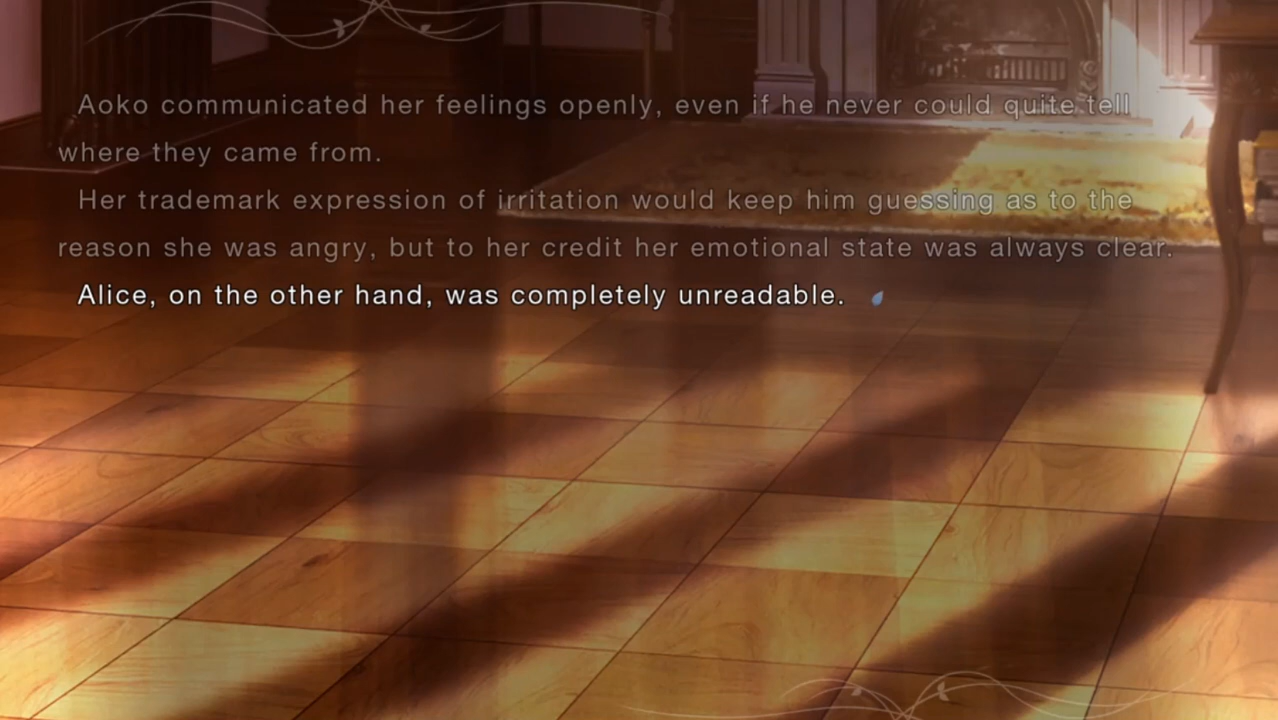 Aoko communicated her feelings openly, even if he never could quite tell
where they came from.
Her trademark expression of irritation would keep him guessing as to the
reason she was angry, but to her credit her emotional state was always clear.
Alice, on the other hand, was completely unreadable.